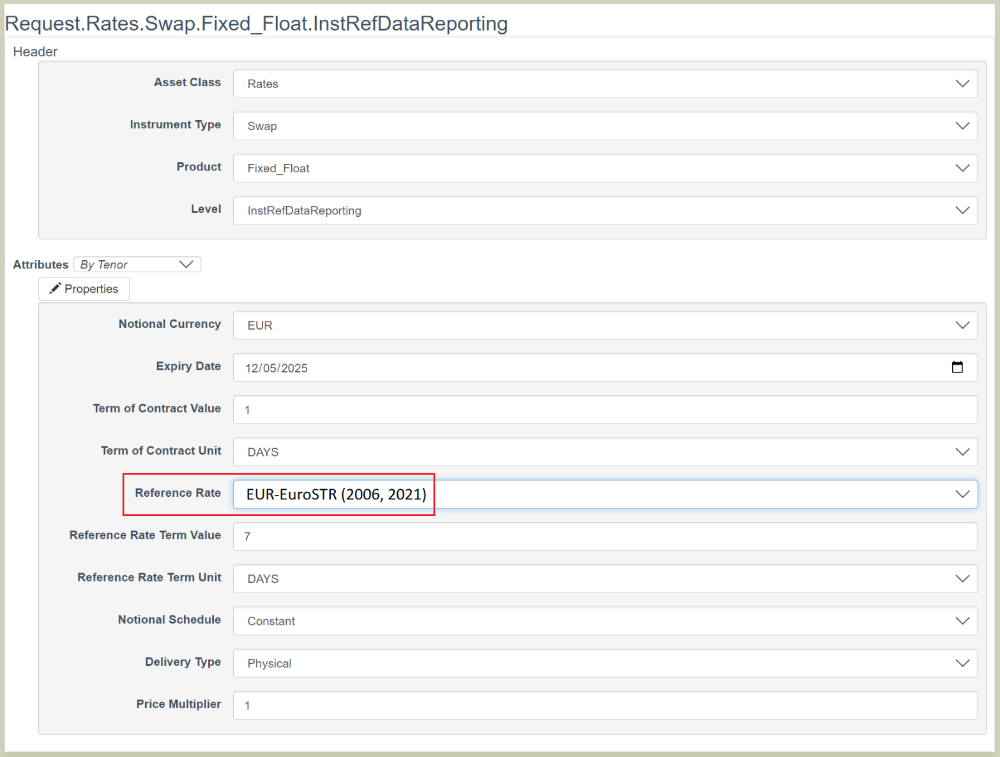 Request.Rates.Swap.Fixed_Float.InstRefDataReporting
Header
Asset Class Rates
Instrument Type Swap
Product Fixed_Float
Level InstRefDataReporting
Attributes By Tenor
Properties
Notional Currency EUR
Expiry Date 12/05/2025
Term of Contract Value 1
Term of Contract Unit DAYS
Reference Rate EUR-EuroSTR (2006, 2021)
Reference Rate Term Value 7
Reference Rate Term Unit DAYS
Notional Schedule Constant
Delivery Type Physical
Price Multiplier 1